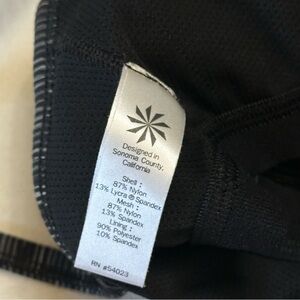 Designed in
Sonoma County,
California
Shell :
87% Nylon
13% Lycra ® Spandex
Mesh :
87% Nylon
13% Spandex
Lining :
90% Polyester
10% Spandex
RN #54023